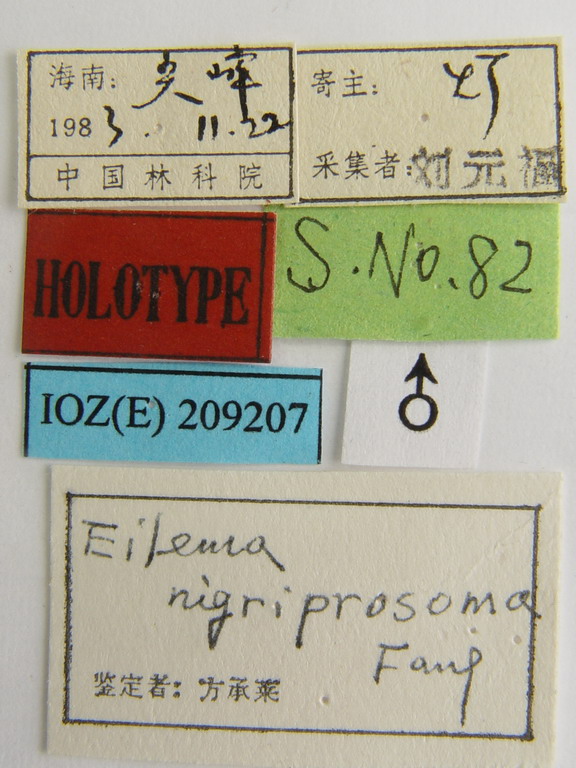 海南: 尖峰
1983. 11.22
中国林科院
寄主: 灯
采集者: 刘元福
HOLOTYPE
S.No.82
IOZ(E) 209207
♂
Eilema
nigriprosoma
Fang
鉴定者: 方承莱